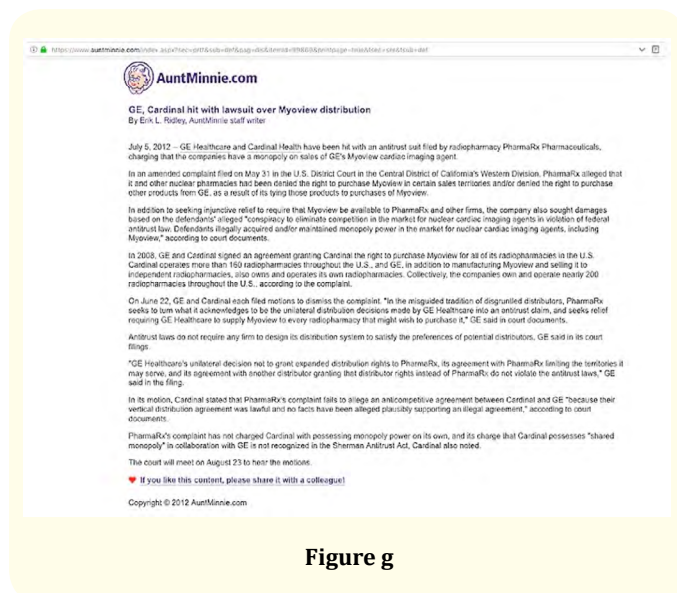 https://www.auntminnie.com/index.aspx?sec=prtf&sub=def&pag=dis&itemId=99869&printpage=true&fsec=ser&fsub=def
AuntMinnie.com
GE, Cardinal hit with lawsuit over Myoview distribution
By Erik L. Ridley, AuntMinnie staff writer
July 5, 2012 -- GE Healthcare and Cardinal Health have been hit with an antitrust suit filed by radiopharmacy PharmaRx Pharmaceuticals,
charging that the companies have a monopoly on sales of GE's Myoview cardiac imaging agent.
In an amended complaint filed on May 31 in the U.S. District Court in the Central District of California's Western Division, PharmaRx alleged that
it and other nuclear pharmacies had been denied the right to purchase Myoview in certain sales territories and/or denied the right to purchase
other products from GE, as a result of its tying those products to purchases of Myoview.
In addition to seeking injunctive relief to require that Myoview be available to PharmaRx and other firms, the company also sought damages
based on the defendants' alleged "conspiracy to eliminate competition in the market for nuclear cardiac imaging agents in violation of federal
antitrust law. Defendants illegally acquired and/or maintained monopoly power in the market for nuclear cardiac imaging agents, including
Myoview," according to court documents.
In 2008, GE and Cardinal signed an agreement granting Cardinal the right to purchase Myoview for all of its radiopharmacies in the U.S.
Cardinal operates more than 160 radiopharmacies throughout the U.S., and GE, in addition to manufacturing Myoview and selling it to
independent radiopharmacies, also owns and operates its own radiopharmacies. Collectively, the companies own and operate nearly 200
radiopharmacies throughout the U.S., according to the complaint.
On June 22, GE and Cardinal each filed motions to dismiss the complaint. "In the misguided tradition of disgruntled distributors, PharmaRx
seeks to turn what it acknowledges to be the unilateral distribution decisions made by GE Healthcare into an antitrust claim, and seeks relief
requiring GE Healthcare to supply Myoview to every radiopharmacy that might wish to purchase it," GE said in court documents.
Antitrust laws do not require any firm to design its distribution system to satisfy the preferences of potential distributors, GE said in its court
filings.
"GE Healthcare's unilateral decision not to grant expanded distribution rights to PharmaRx, its agreement with PharmaRx limiting the territories it
may serve, and its agreement with another distributor granting that distributor rights instead of PharmaRx do not violate the antitrust laws," GE
said in the filing.
In its motion, Cardinal stated that PharmaRx's complaint fails to allege an anticompetitive agreement between Cardinal and GE "because their
vertical distribution agreement was lawful and no facts have been alleged plausibly supporting an illegal agreement," according to court
documents.
PharmaRx's complaint has not charged Cardinal with possessing monopoly power on its own, and its charge that Cardinal possesses "shared
monopoly" in collaboration with GE is not recognized in the Sherman Antitrust Act, Cardinal also noted.
The court will meet on August 23 to hear the motions.
If you like this content, please share it with a colleague!
Copyright © 2012 AuntMinnie.com
Figure g